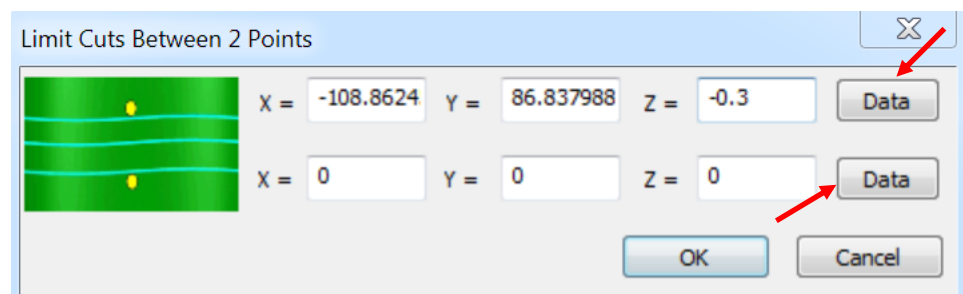 Limit Cuts Between 2 Points
X = -108.8624 Y = 86.837988 Z = -0.3 Data
X = 0 Y = 0 Z = 0 Data
OK Cancel